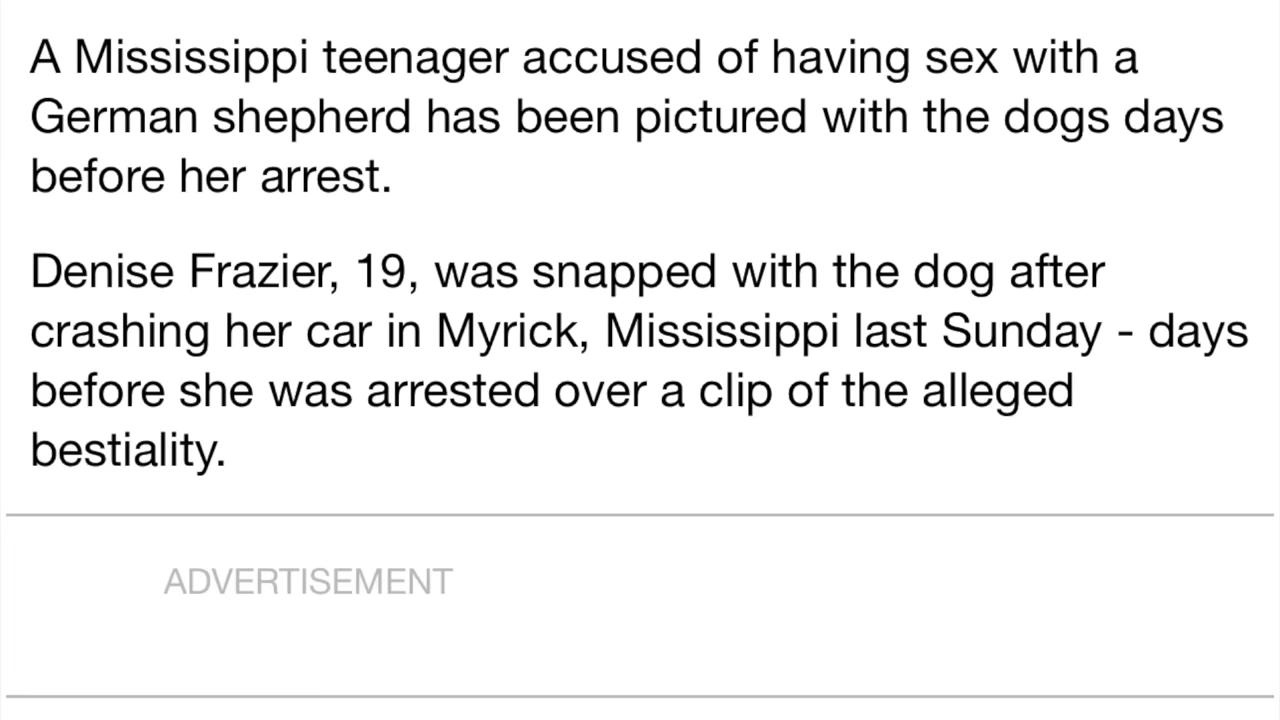 A Mississippi teenager accused of having sex with a
German shepherd has been pictured with the dogs days
before her arrest.
Denise Frazier, 19, was snapped with the dog after
crashing her car in Myrick, Mississippi last Sunday - days
before she was arrested over a clip of the alleged
bestiality.
ADVERTISEMENT